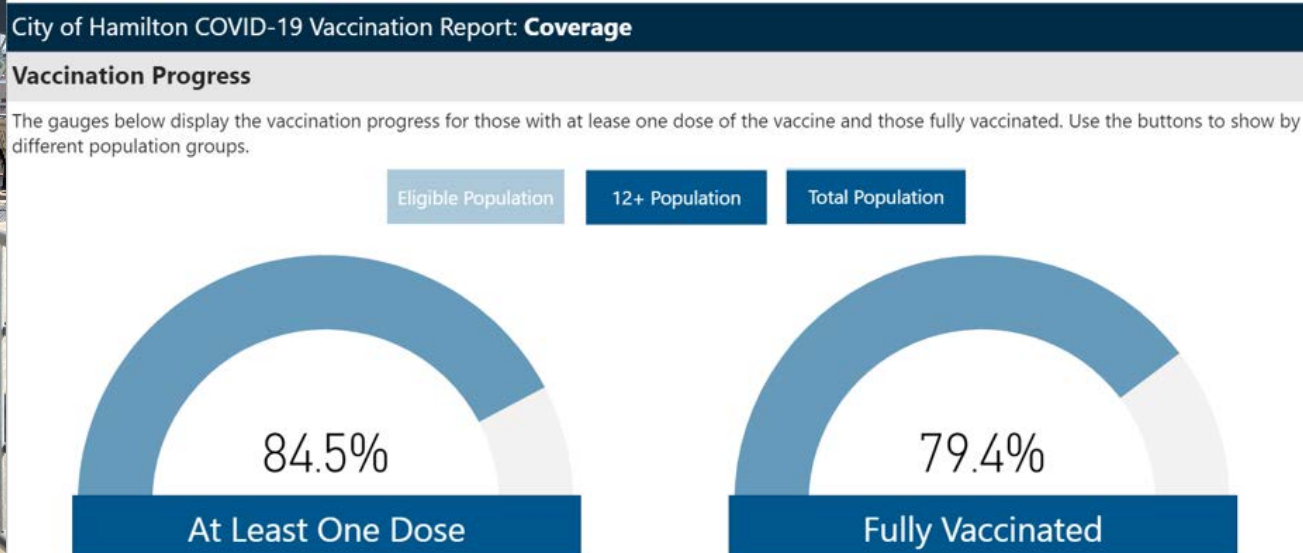 City of Hamilton COVID-19 Vaccination Report: Coverage
Vaccination Progress
The gauges below display the vaccination progress for those with at lease one dose of the vaccine and those fully vaccinated. Use the buttons to show by
different population groups.
Eligible Population
12+ Population
Total Population
84.5%
79.4%
At Least One Dose
Fully Vaccinated